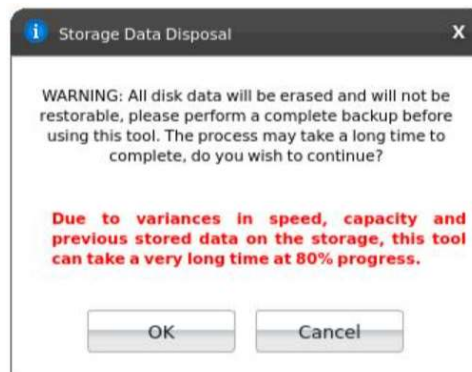 Storage Data Disposal X
WARNING: All disk data will be erased and will not be
restorable, please perform a complete backup before
using this tool. The process may take a long time to
complete, do you wish to continue?
Due to variances in speed, capacity and
previous stored data on the storage, this tool
can take a very long time at 80% progress.
OK Cancel